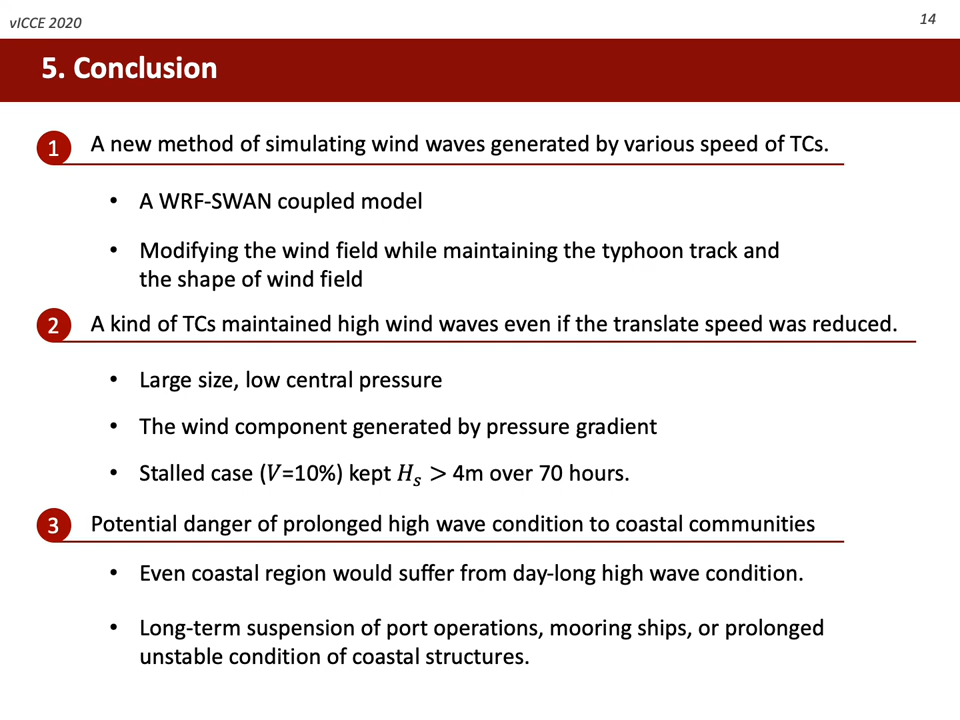 vICCE 2020
14
5. Conclusion
1 A new method of simulating wind waves generated by various speed of TCs.
• A WRF-SWAN coupled model
• Modifying the wind field while maintaining the typhoon track and
the shape of wind field
2 A kind of TCs maintained high wind waves even if the translate speed was reduced.
• Large size, low central pressure
• The wind component generated by pressure gradient
• Stalled case (V=10%) kept Hₛ > 4m over 70 hours.
3 Potential danger of prolonged high wave condition to coastal communities
• Even coastal region would suffer from day-long high wave condition.
• Long-term suspension of port operations, mooring ships, or prolonged
unstable condition of coastal structures.